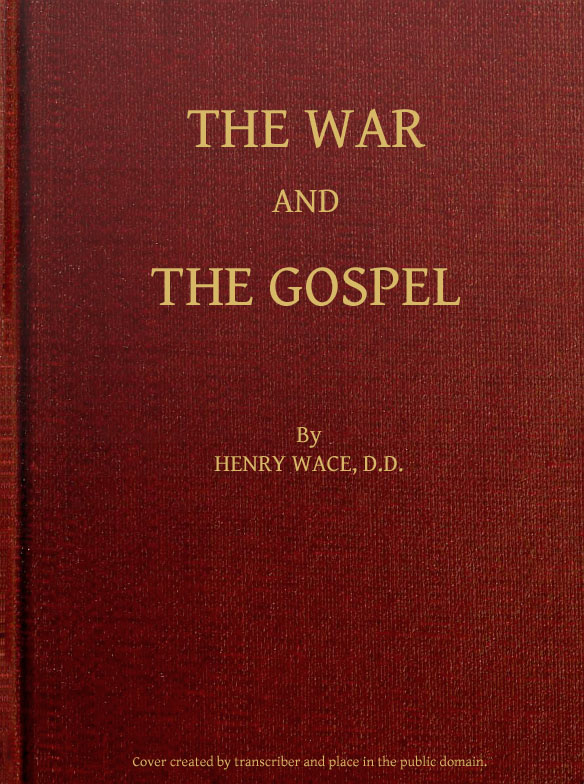 THE WAR
AND
THE GOSPEL
By
HENRY WACE, D.D.
Cover created by transcriber and place in the public domain.